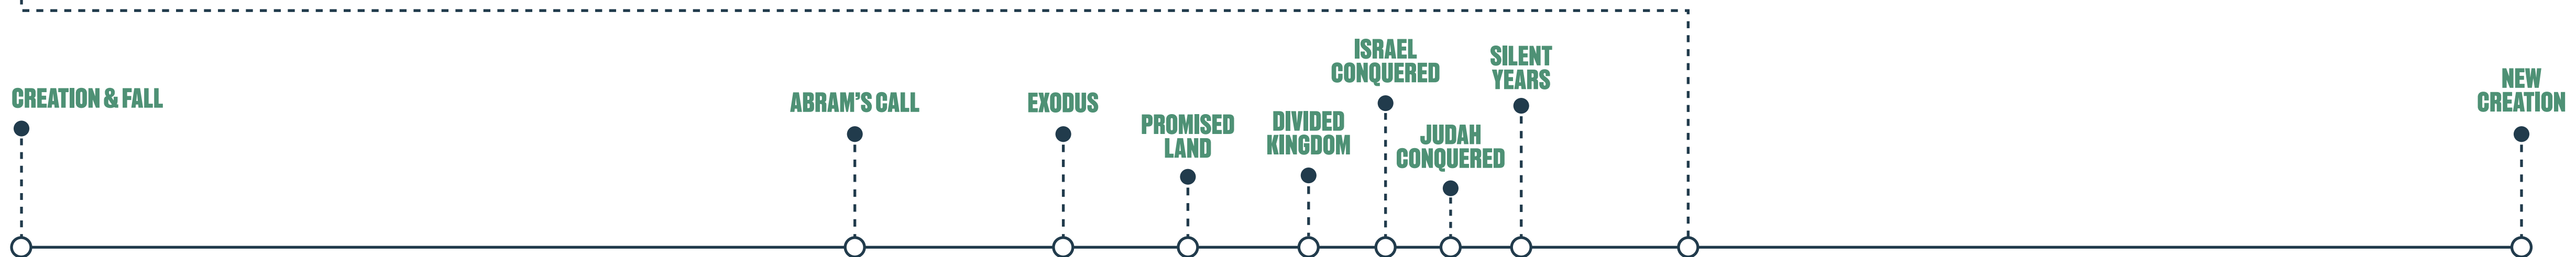 CREATION & FALL
ABRAM’S CALL
EXODUS
PROMISED
LAND
DIVIDED
KINGDOM
ISRAEL
CONQUERED
JUDAH
CONQUERED
SILENT
YEARS
NEW
CREATION